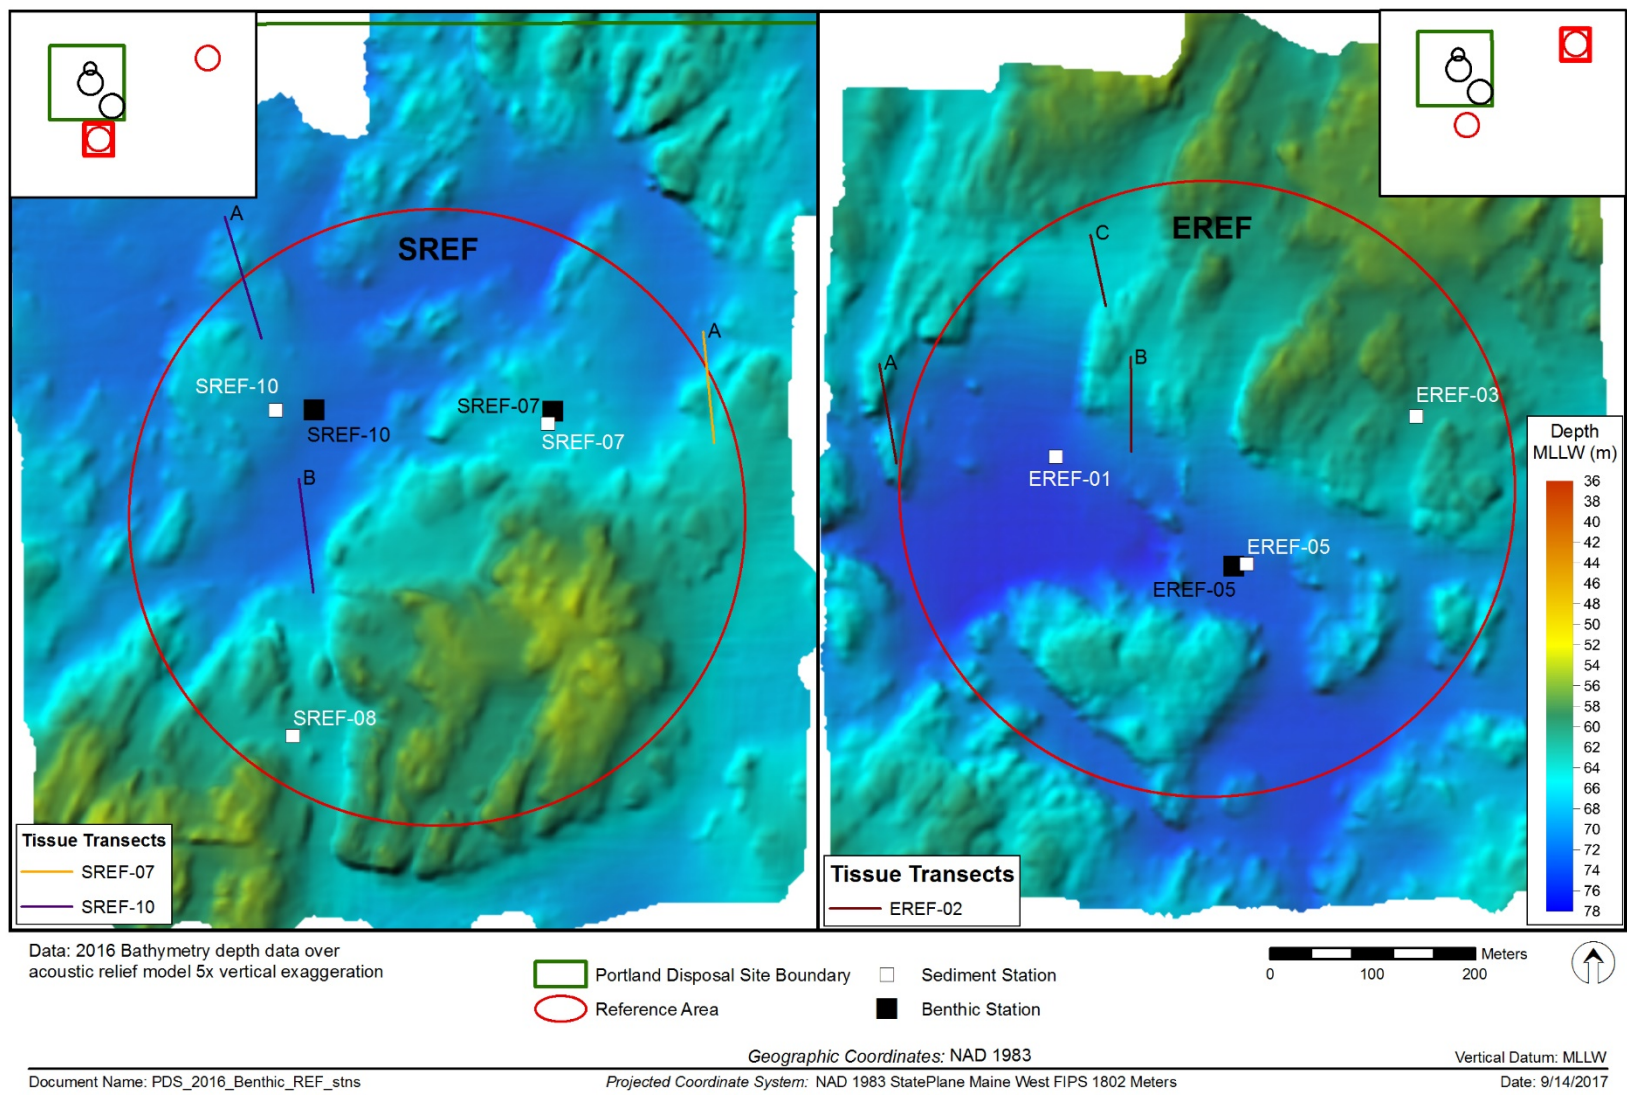 A
SREF
A
SREF-10
SREF-10
SREF-07
SREF-07
B
SREF-08
Tissue Transects
SREF-07
SREF-10
EREF
C
A
B
EREF-03
EREF-01
EREF-05
EREF-05
Tissue Transects
EREF-02
Depth
MLLW (m)
36
38
40
42
44
46
48
50
52
54
56
58
60
62
64
66
68
70
72
74
76
78
Data: 2016 Bathymetry depth data over
acoustic relief model 5x vertical exaggeration
Portland Disposal Site Boundary
Reference Area
Sediment Station
Benthic Station
Meters
0 100 200
Geographic Coordinates: NAD 1983
Vertical Datum: MLLW
Document Name: PDS_2016_Benthic_REF_stns
Projected Coordinate System: NAD 1983 StatePlane Maine West FIPS 1802 Meters
Date: 9/14/2017